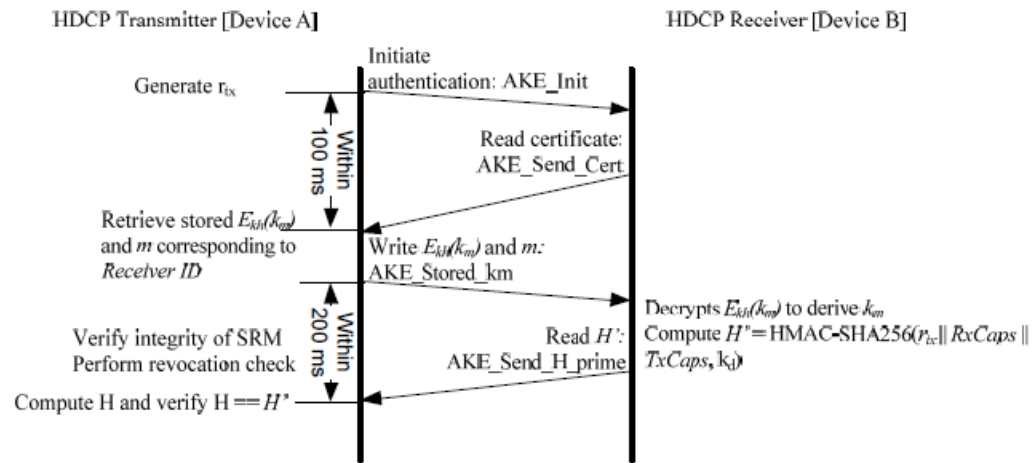 HDCP Transmitter [Device A]
HDCP Receiver [Device B]
Initiate
authentication: AKE_Init
Generate rtx
Within
100 ms
Read certificate:
AKE_Send_Cert
Retrieve stored Ekh(km)
and m corresponding to
Receiver ID
Write Ekh(km) and m:
AKE_Stored_km
Decrypts Ekh(km) to derive km
Within
200 ms
Verify integrity of SRM
Perform revocation check
Read H’:
AKE_Send_H_prime
Compute H’=HMAC-SHA256(rtx|| RxCaps ||
TxCaps, kd)
Compute H and verify H == H’